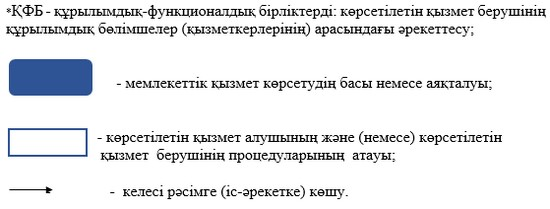 *ҚФБ - құрылымдық-функционалдық бірліктерді: көрсетілетін қызмет берушінің
құрылымдық бөлімшелер (қызметкерлерінің) арасындағы әрекеттесу;
- мемлекеттік қызмет көрсетудің басы немесе аяқталуы;
- көрсетілетін қызмет алушының және (немесе) көрсетілетін
қызмет берушінің процедураларының атауы;
- келесі рәсімге (іс-әрекетке) көшу.